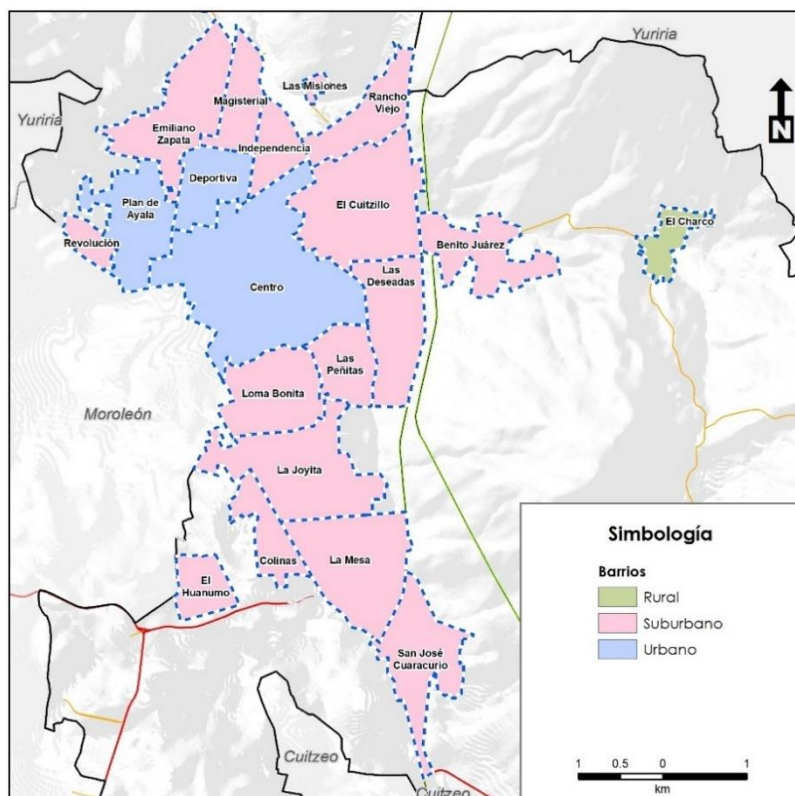 Yuriria
Yuriria
N
Las Misiones
Magisterial
Rancho
Viejo
Emiliano
Zapata
Independencia
Deportiva
Plan de
Ayala
El Cuitzillo
El Charco
Revolución
Benito Juárez
Las
Deseadas
Centro
Las
Peñitas
Loma Bonita
Moroleón
La Joyita
Colinas
La Mesa
El
Huanumo
San José
Cuaracurio
Cuitzeo
Cuitzeo
Simbología
Barrios
Rural
Suburbano
Urbano
1 0.5 0 1
km